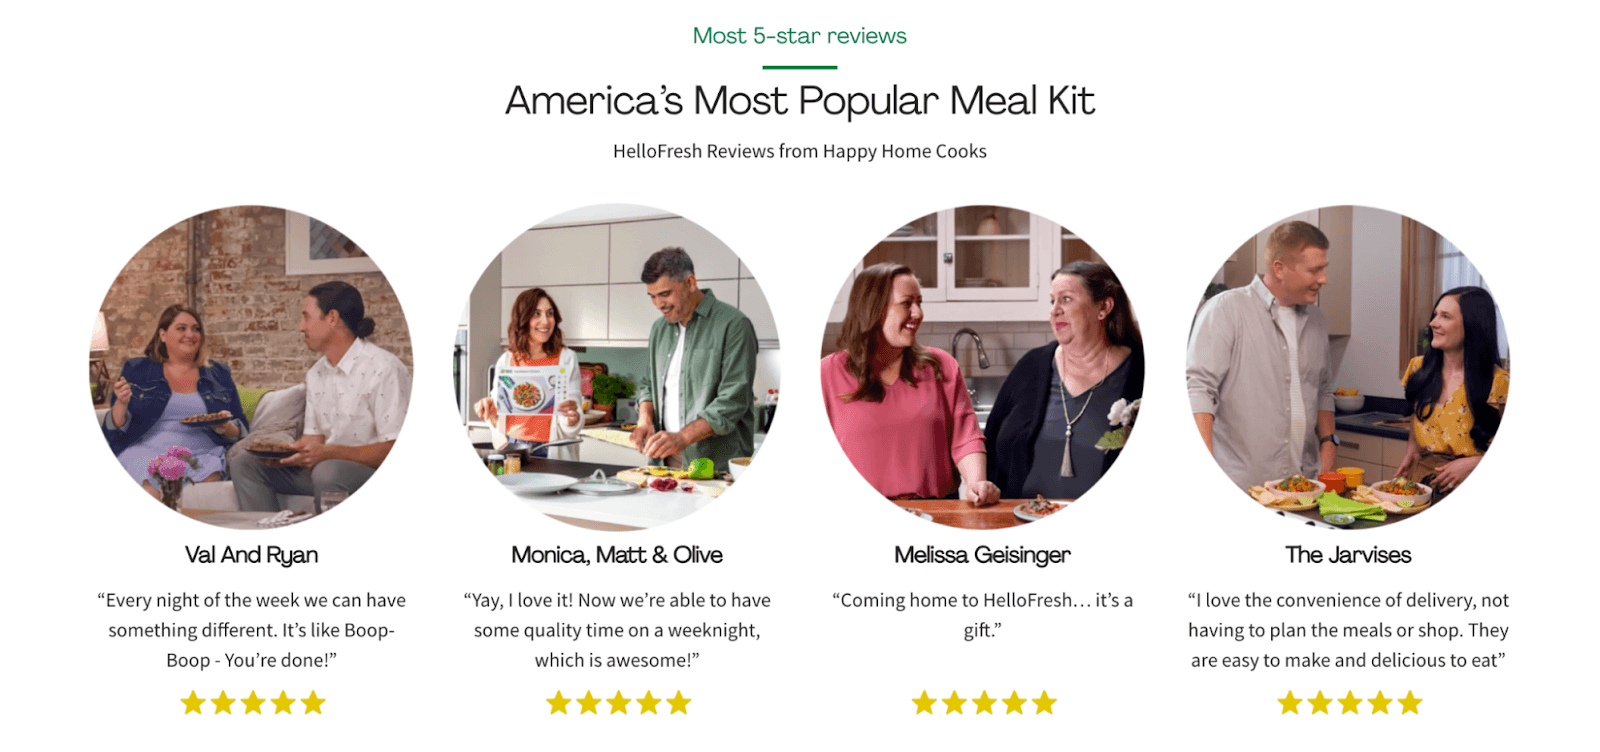 Most 5-star reviews
America’s Most Popular Meal Kit
HelloFresh Reviews from Happy Home Cooks
Val And Ryan
“Every night of the week we can have
something different. It’s like Boop-
Boop - You’re done!”
Monica, Matt & Olive
“Yay, I love it! Now we’re able to have
some quality time on a weeknight,
which is awesome!”
Melissa Geisinger
“Coming home to HelloFresh… it’s a
gift.”
The Jarvises
“I love the convenience of delivery, not
having to plan the meals or shop. They
are easy to make and delicious to eat”